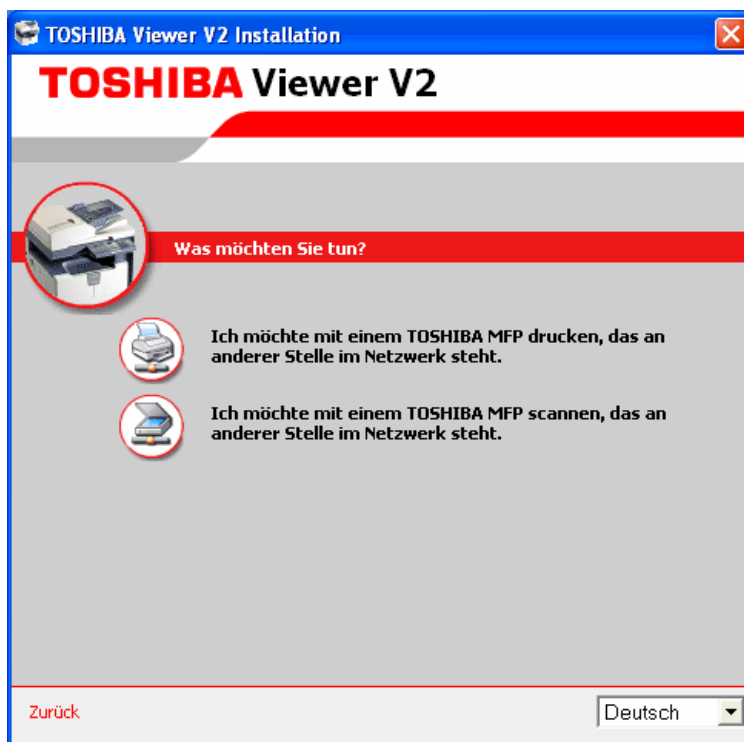 TOSHIBA Viewer V2 Installation
TOSHIBA Viewer V2
Was möchten Sie tun?
Ich möchte mit einem TOSHIBA MFP drucken, das an
anderer Stelle im Netzwerk steht.
Ich möchte mit einem TOSHIBA MFP scannen, das an
anderer Stelle im Netzwerk steht.
Zurück
Deutsch